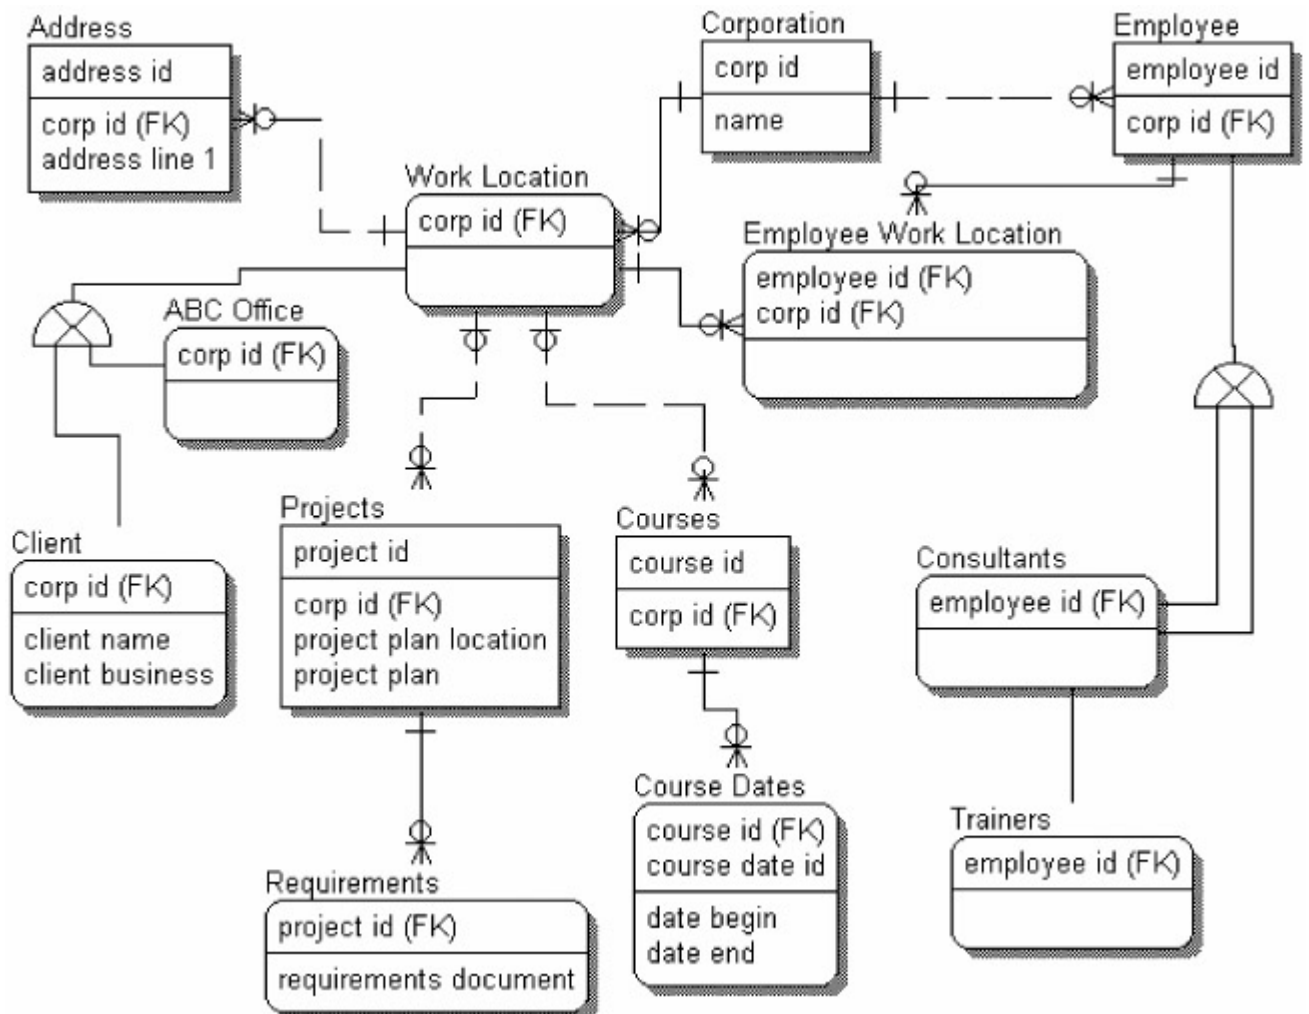 Address
address id
corp id (FK)
address line 1
Corporation
corp id
name
Employee
employee id
corp id (FK)
Work Location
corp id (FK)
Employee Work Location
employee id (FK)
corp id (FK)
ABC Office
corp id (FK)
Client
corp id (FK)
client name
client business
Projects
project id
corp id (FK)
project plan location
project plan
Courses
course id
corp id (FK)
Consultants
employee id (FK)
Requirements
project id (FK)
requirements document
Course Dates
course id (FK)
course date id
date begin
date end
Trainers
employee id (FK)